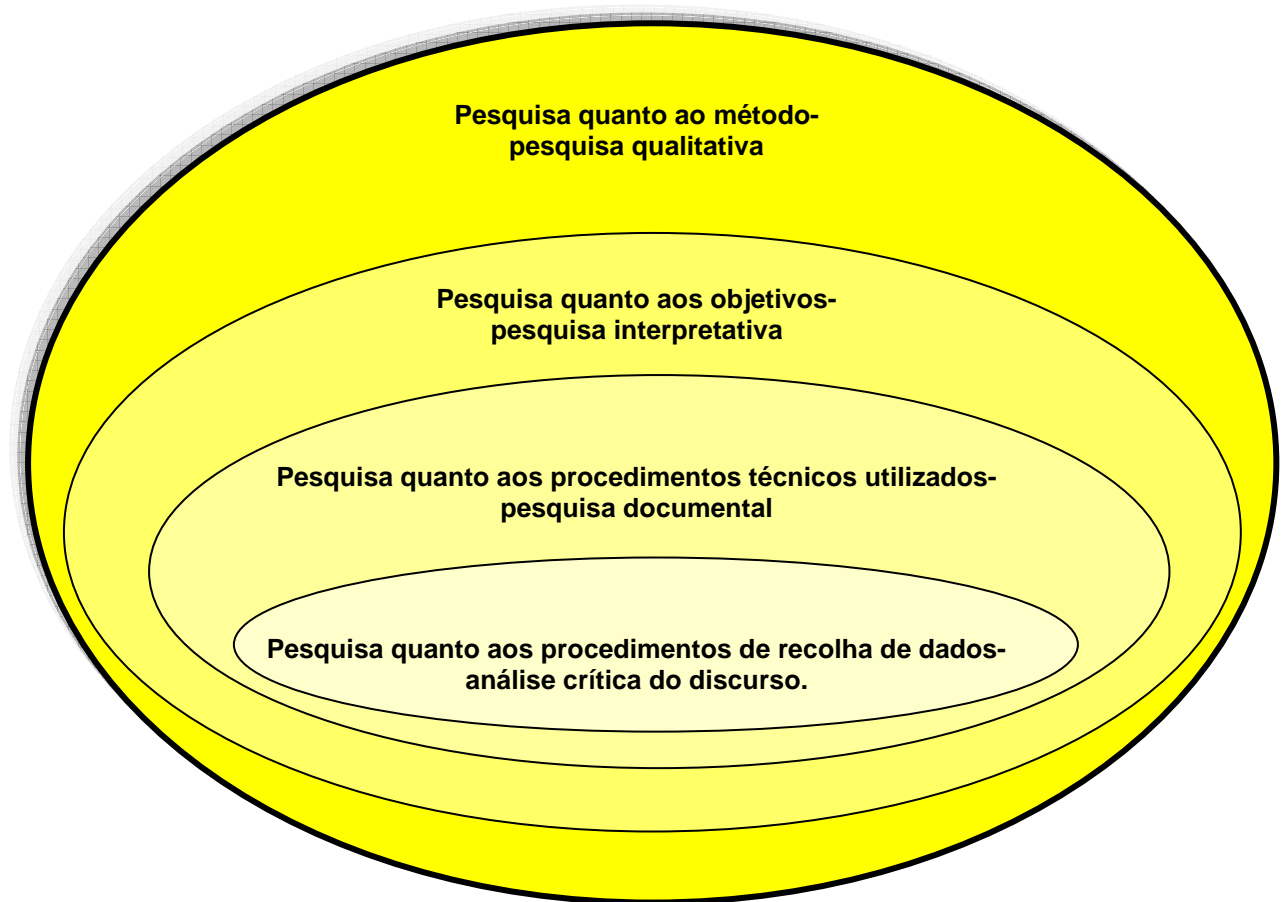 Pesquisa quanto ao método-
pesquisa qualitativa
Pesquisa quanto aos objetivos-
pesquisa interpretativa
Pesquisa quanto aos procedimentos técnicos utilizados-
pesquisa documental
Pesquisa quanto aos procedimentos de recolha de dados-
análise crítica do discurso.